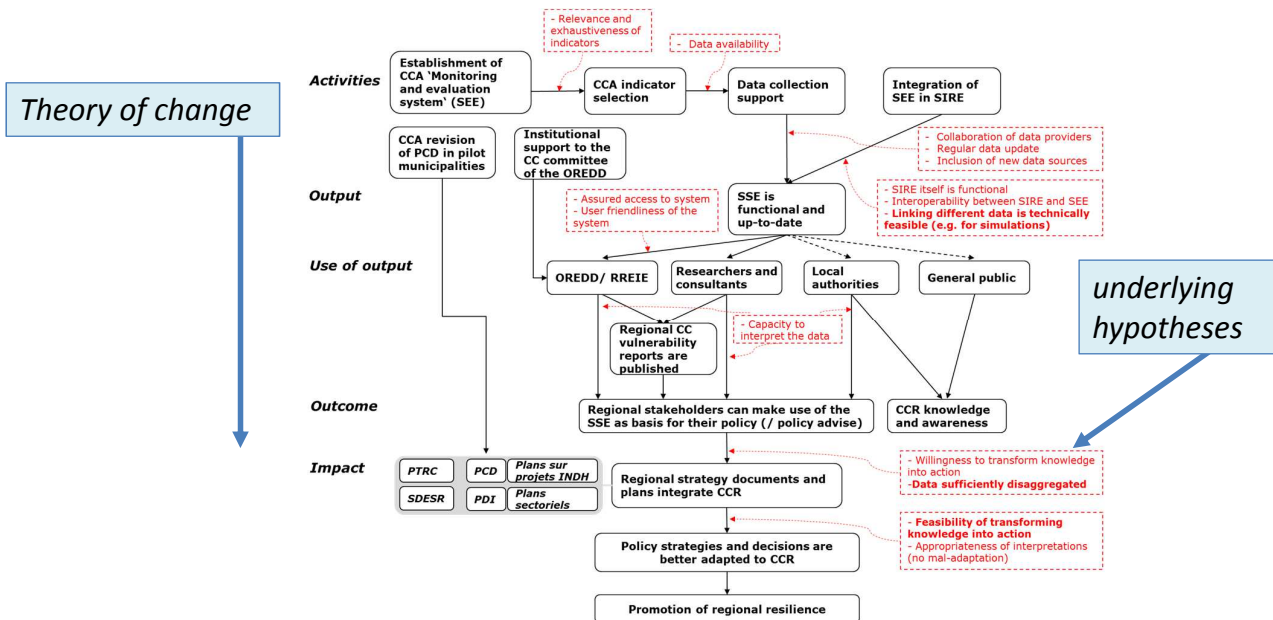 - Relevance and
exhaustiveness of
indicators
- Data availability
Theory of change
Activities
Establishment of
CCA ‘Monitoring
and evaluation
system‘ (SEE)
CCA indicator
selection
Data collection
support
Integration of
SEE in SIRE
CCA revision
of PCD in pilot
municipalities
Institutional
support to the
CC committee
of the OREDD
- Collaboration of data providers
- Regular data update
- Inclusion of new data sources
Output
- Assured access to system
- User friendliness of the
system
SSE is
functional and
up-to-date
- SIRE itself is functional
- Interoperability between SIRE and SEE
- Linking different data is technically
feasible (e.g. for simulations)
Use of output
OREDD/ RREIE
Researchers and
consultants
Local
authorities
General public
underlying
hypotheses
- Capacity to
interpret the data
Regional CC
vulnerability
reports are
published
Outcome
Regional stakeholders can make use of the
SSE as basis for their policy (/ policy advise)
CCR knowledge
and awareness
Impact
PTRC
PCD
Plans sur
projets INDH
SDESR
PDI
Plans
sectoriels
Regional strategy documents and
plans integrate CCR
- Willingness to transform knowledge
into action
-Data sufficiently disaggregated
- Feasibility of transforming
knowledge into action
- Appropriateness of interpretations
(no mal-adaptation)
Policy strategies and decisions are
better adapted to CCR
Promotion of regional resilience